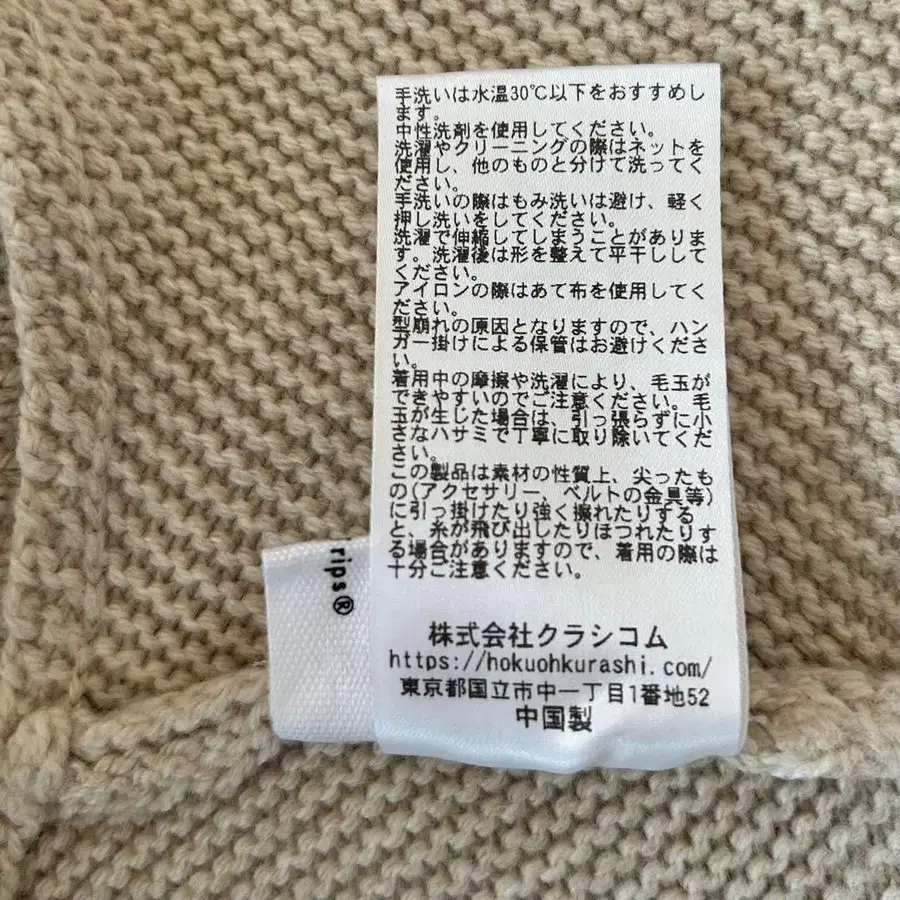 手洗いは水温30℃以下をおすすめし
ます。
中性洗剤を使用してください。
洗濯やクリーニングの際はネットを
使用し、他のものと分けて洗ってく
ださい。
手洗いの際はもみ洗いは避け、軽く
押し洗いをしてください。
洗濯で伸縮してしまうことがありま
す。洗濯後は形を整えて平干しして
ください。
アイロンの際はあて布を使用してく
ださい。
型崩れの原因となりますので、ハン
ガー掛けによる保管はお避けくださ
い。
着用中の摩擦や洗濯により、毛玉が
できやすいのでご注意ください。毛
玉が生じた場合は、引っ張らずに小
さなハサミで丁寧に取り除いてくだ
さい。
この製品は素材の性質上、尖ったも
の(アクセサリー、ベルトの金具等)
に引っ掛けたり強く擦れたりする
と、糸が飛び出したりほつれたりす
る場合がありますので、着用の際は
十分ご注意ください。
株式会社クラシコム
https://hokuohkurashi.com/
東京都国立市中一丁目1番地52
中国製
rips®